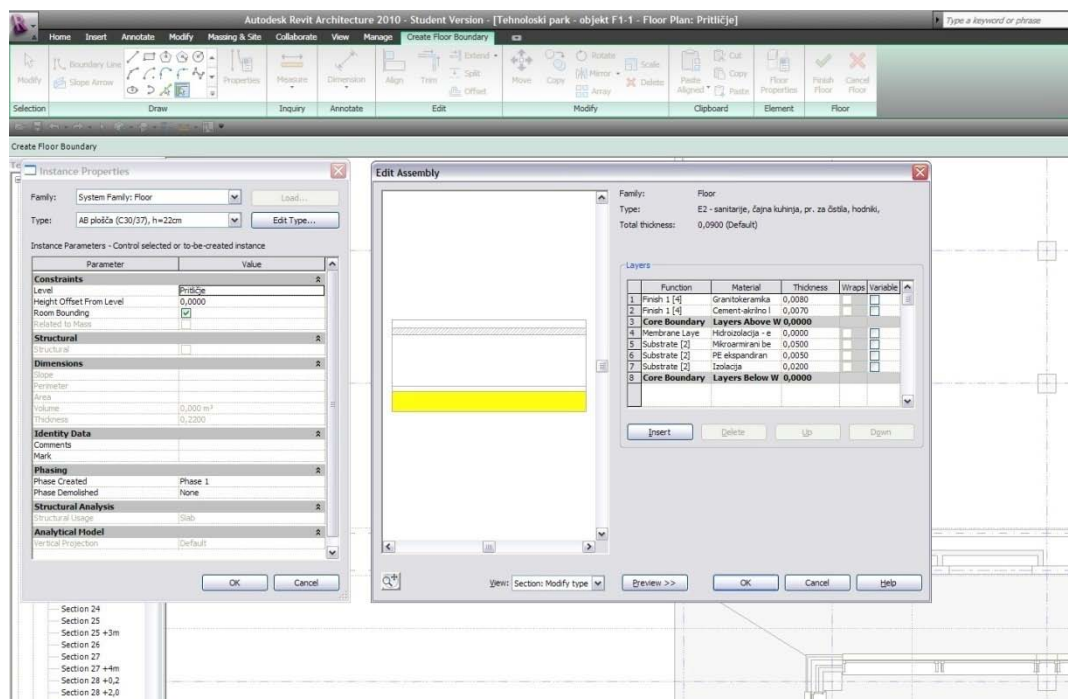 Autodesk Revit Architecture 2010 - Student Version - [Tehnoloski park - objekt F1-1 - Floor Plan: Pritličje]
Type a keyword or phrase
Home Insert Annotate Modify Massing & Site Collaborate View Manage Create Floor Boundary
Modify
Boundary Line
Slope Arrow
Properties
Measure
Dimension
Align
Trim
Extend
Split
Offset
Move
Copy
Rotate
Mirror
Array
Scale
Delete
Paste Aligned
Cut
Copy
Paste
Floor Properties
Finish Floor
Cancel Floor
Selection Draw Inquiry Annotate Edit Modify Clipboard Element Floor
Create Floor Boundary
Instance Properties
Family: System Family: Floor Load...
Type: AB plošča (C30/37), h=22cm Edit Type...
Instance Parameters - Control selected or to-be-created instance
Parameter Value
Constraints
Level Pritličje
Height Offset From Level 0,0000
Room Bounding
Related to Mass
Structural
Structural
Dimensions
Slope
Perimeter
Area
Volume 0,000 m³
Thickness 0,2200
Identity Data
Comments
Mark
Phasing
Phase Created Phase 1
Phase Demolished None
Structural Analysis
Structural Usage Slab
Analytical Model
Vertical Projection Default
OK Cancel
Edit Assembly
Family: Floor
Type: E2 - sanitarije, čajna kuhinja, pr. za čistila, hodniki,
Total thickness: 0,0900 (Default)
Layers
Function Material Thickness Wraps Variable
1 Finish 1 [4] Granitokeramka 0,0080
2 Finish 1 [4] Cement-akrilno l 0,0070
3 Core Boundary Layers Above W 0,0000
4 Membrane Laye Hidroizolacija - e 0,0000
5 Substrate [2] Mikroarmirani be 0,0500
6 Substrate [2] PE ekspandiran 0,0050
7 Substrate [2] Izolacija 0,0200
8 Core Boundary Layers Below W 0,0000
Insert Delete Up Down
View: Section: Modify type Preview >> OK Cancel Help
Section 24
Section 25
Section 25 +3m
Section 26
Section 27
Section 27 +4m
Section 28 +0,2
Section 28 +2,0